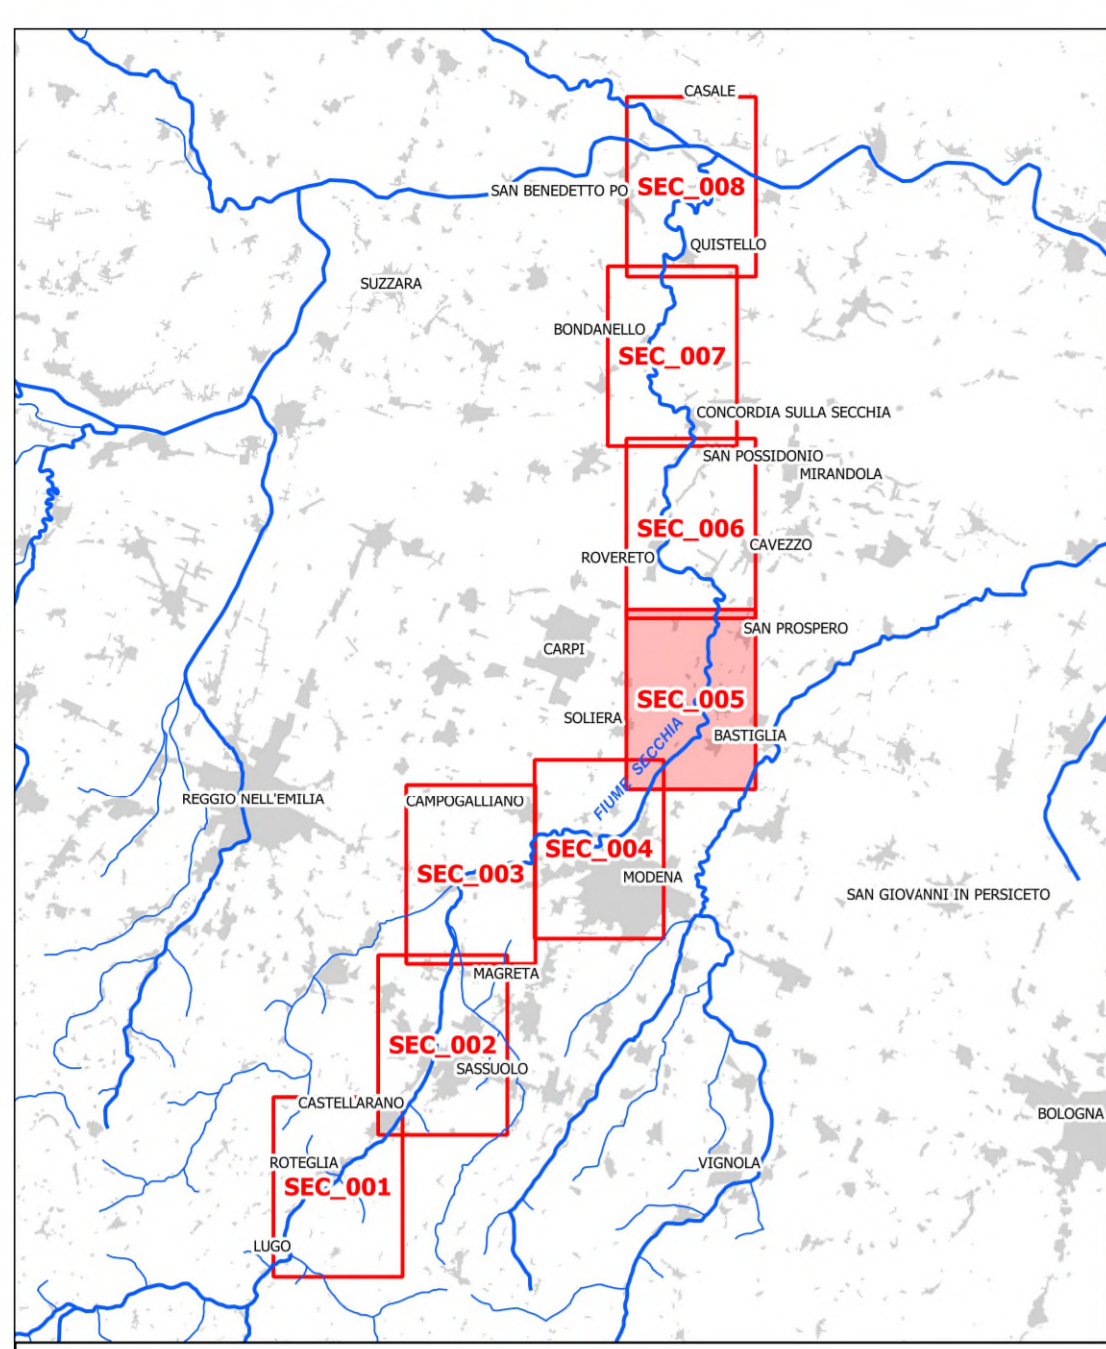 CASALE
SEC_008
SAN BENEDETTO PO
QUISTELLO
SUZZARA
BONDANELLO
SEC_007
CONCORDIA SULLA SECCHIA
SAN POSSIDONIO
MIRANDOLA
SEC_006
CAVEZZO
ROVERETO
SAN PROSPERO
CARPI
SEC_005
SOLIERA
BASTIGLIA
FIUME SECCHIA
REGGIO NELL'EMILIA
CAMPOGALLIANO
SEC_004
SEC_003
MODENA
SAN GIOVANNI IN PERSICETO
MAGRETA
SEC_002
SASSUOLO
CASTELLARANO
BOLOGNA
ROTEGLIA
VIGNOLA
SEC_001
LUGO